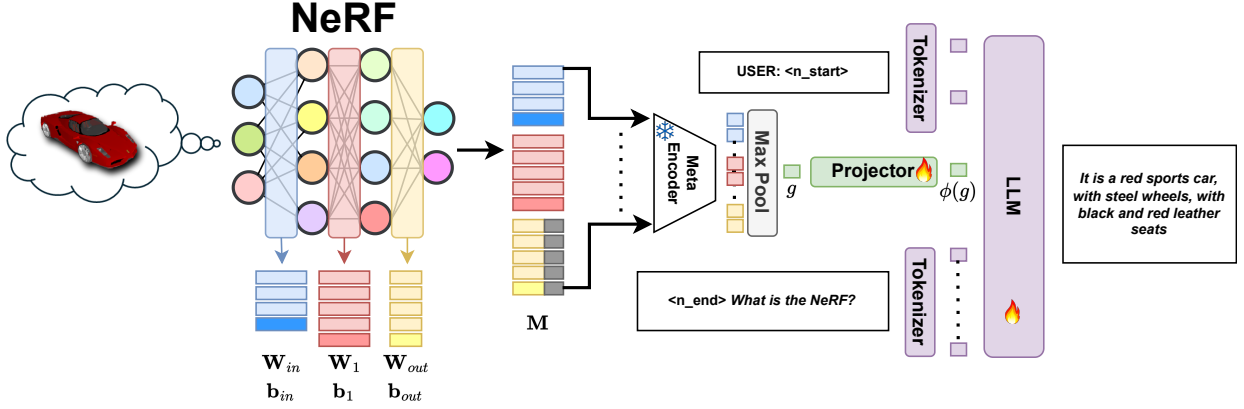 NeRF
W_in
b_in
W_1
b_1
W_out
b_out
M
Meta
Encoder
Max Pool
g
Projector
ϕ(g)
USER: <n_start>
Tokenizer
<n_end> What is the NeRF?
Tokenizer
LLM
It is a red sports car,
with steel wheels, with
black and red leather
seats